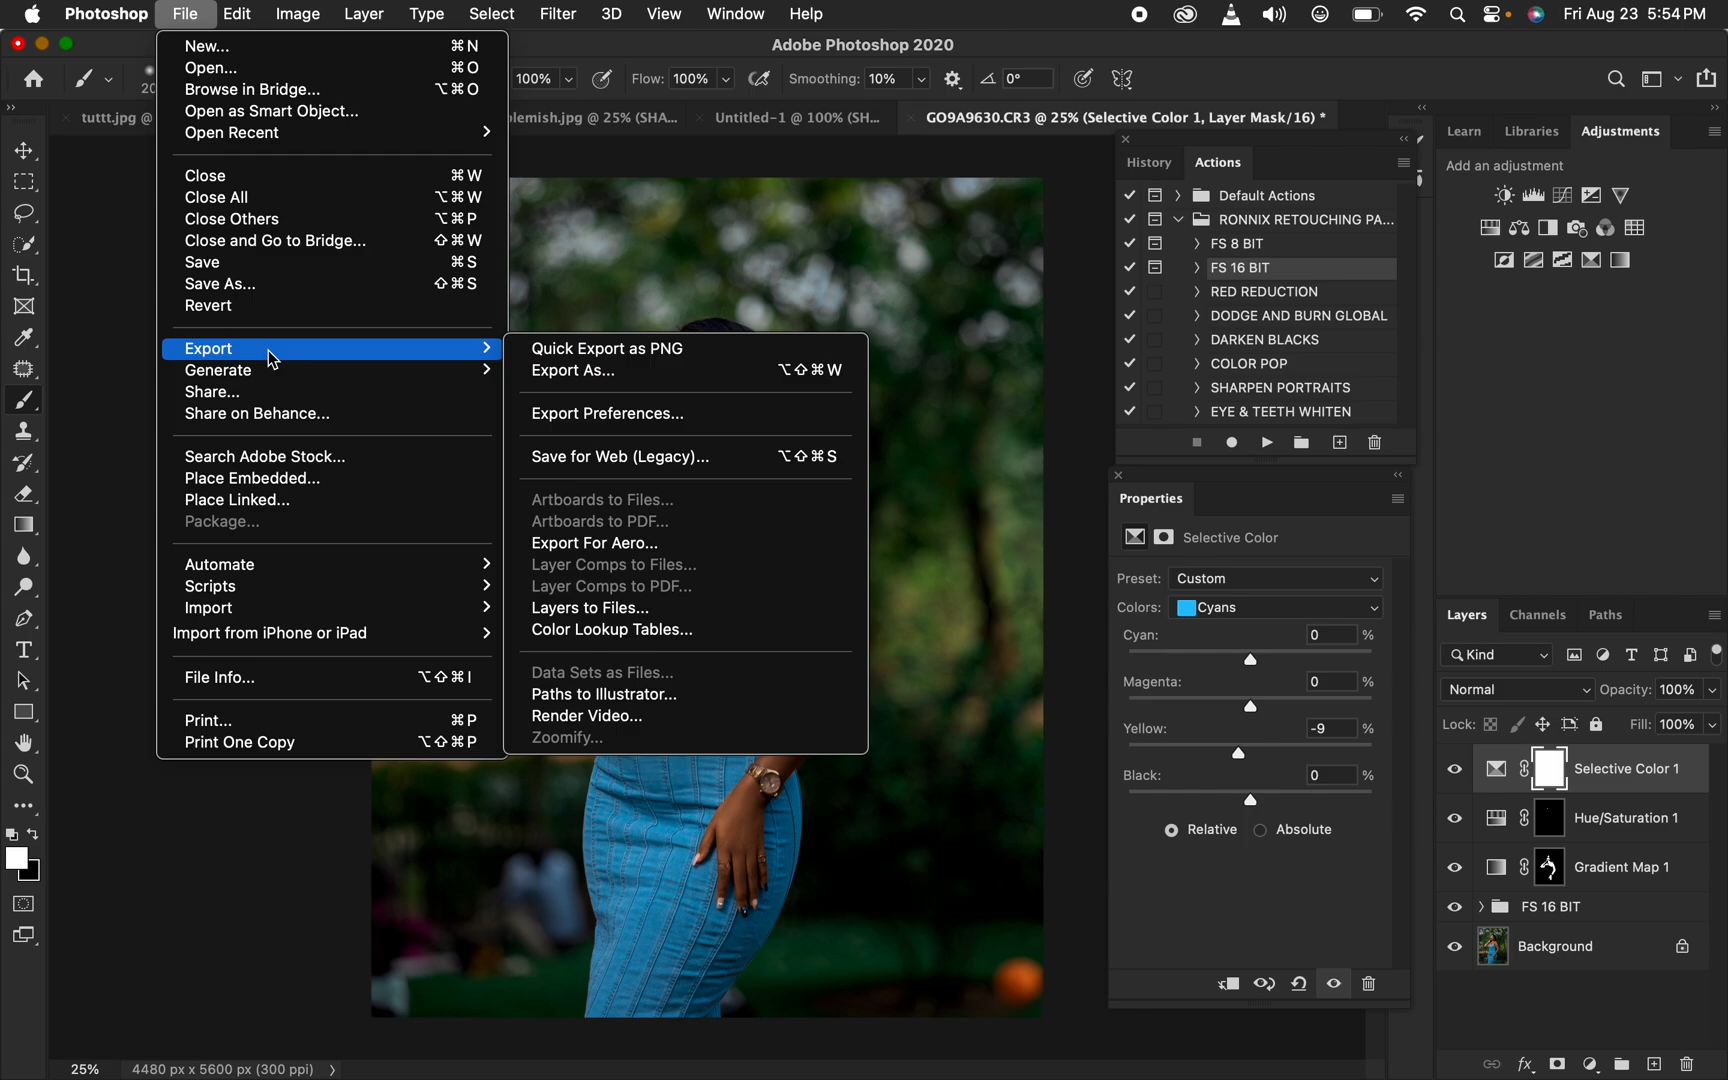 Photoshop File Edit Image Layer Type Select Filter 3D View Window Help Fri Aug 23 5:54 PM
Adobe Photoshop 2020
100% Flow: 100% Smoothing: 10% 0°
tuttt.jpg @ lemish.jpg @ 25% (SHA... Untitled-1 @ 100% (SH... GO9A9630.CR3 @ 25% (Selective Color 1, Layer Mask/16) *
New... ⌘N
Open... ⌘O
Browse in Bridge... ⌥⌘O
Open as Smart Object...
Open Recent
Close ⌘W
Close All ⌥⌘W
Close Others ⌥⌘P
Close and Go to Bridge... ⇧⌘W
Save ⌘S
Save As... ⇧⌘S
Revert
Export
Generate
Share...
Share on Behance...
Search Adobe Stock...
Place Embedded...
Place Linked...
Package...
Automate
Scripts
Import
Import from iPhone or iPad
File Info... ⌥⇧⌘I
Print... ⌘P
Print One Copy ⌥⇧⌘P
Quick Export as PNG
Export As... ⌥⇧⌘W
Export Preferences...
Save for Web (Legacy)... ⌥⇧⌘S
Artboards to Files...
Artboards to PDF...
Export For Aero...
Layer Comps to Files...
Layer Comps to PDF...
Layers to Files...
Color Lookup Tables...
Data Sets as Files...
Paths to Illustrator...
Render Video...
Zoomify...
History Actions
Default Actions
RONNIX RETOUCHING PA...
FS 8 BIT
FS 16 BIT
RED REDUCTION
DODGE AND BURN GLOBAL
DARKEN BLACKS
COLOR POP
SHARPEN PORTRAITS
EYE & TEETH WHITEN
Properties
Selective Color
Preset: Custom
Colors: Cyans
Cyan: 0 %
Magenta: 0 %
Yellow: -9 %
Black: 0 %
Relative Absolute
Learn Libraries Adjustments
Add an adjustment
Layers Channels Paths
Kind
Normal Opacity: 100%
Lock: Fill: 100%
Selective Color 1
Hue/Saturation 1
Gradient Map 1
FS 16 BIT
Background
fx
25% 4480 px x 5600 px (300 ppi)